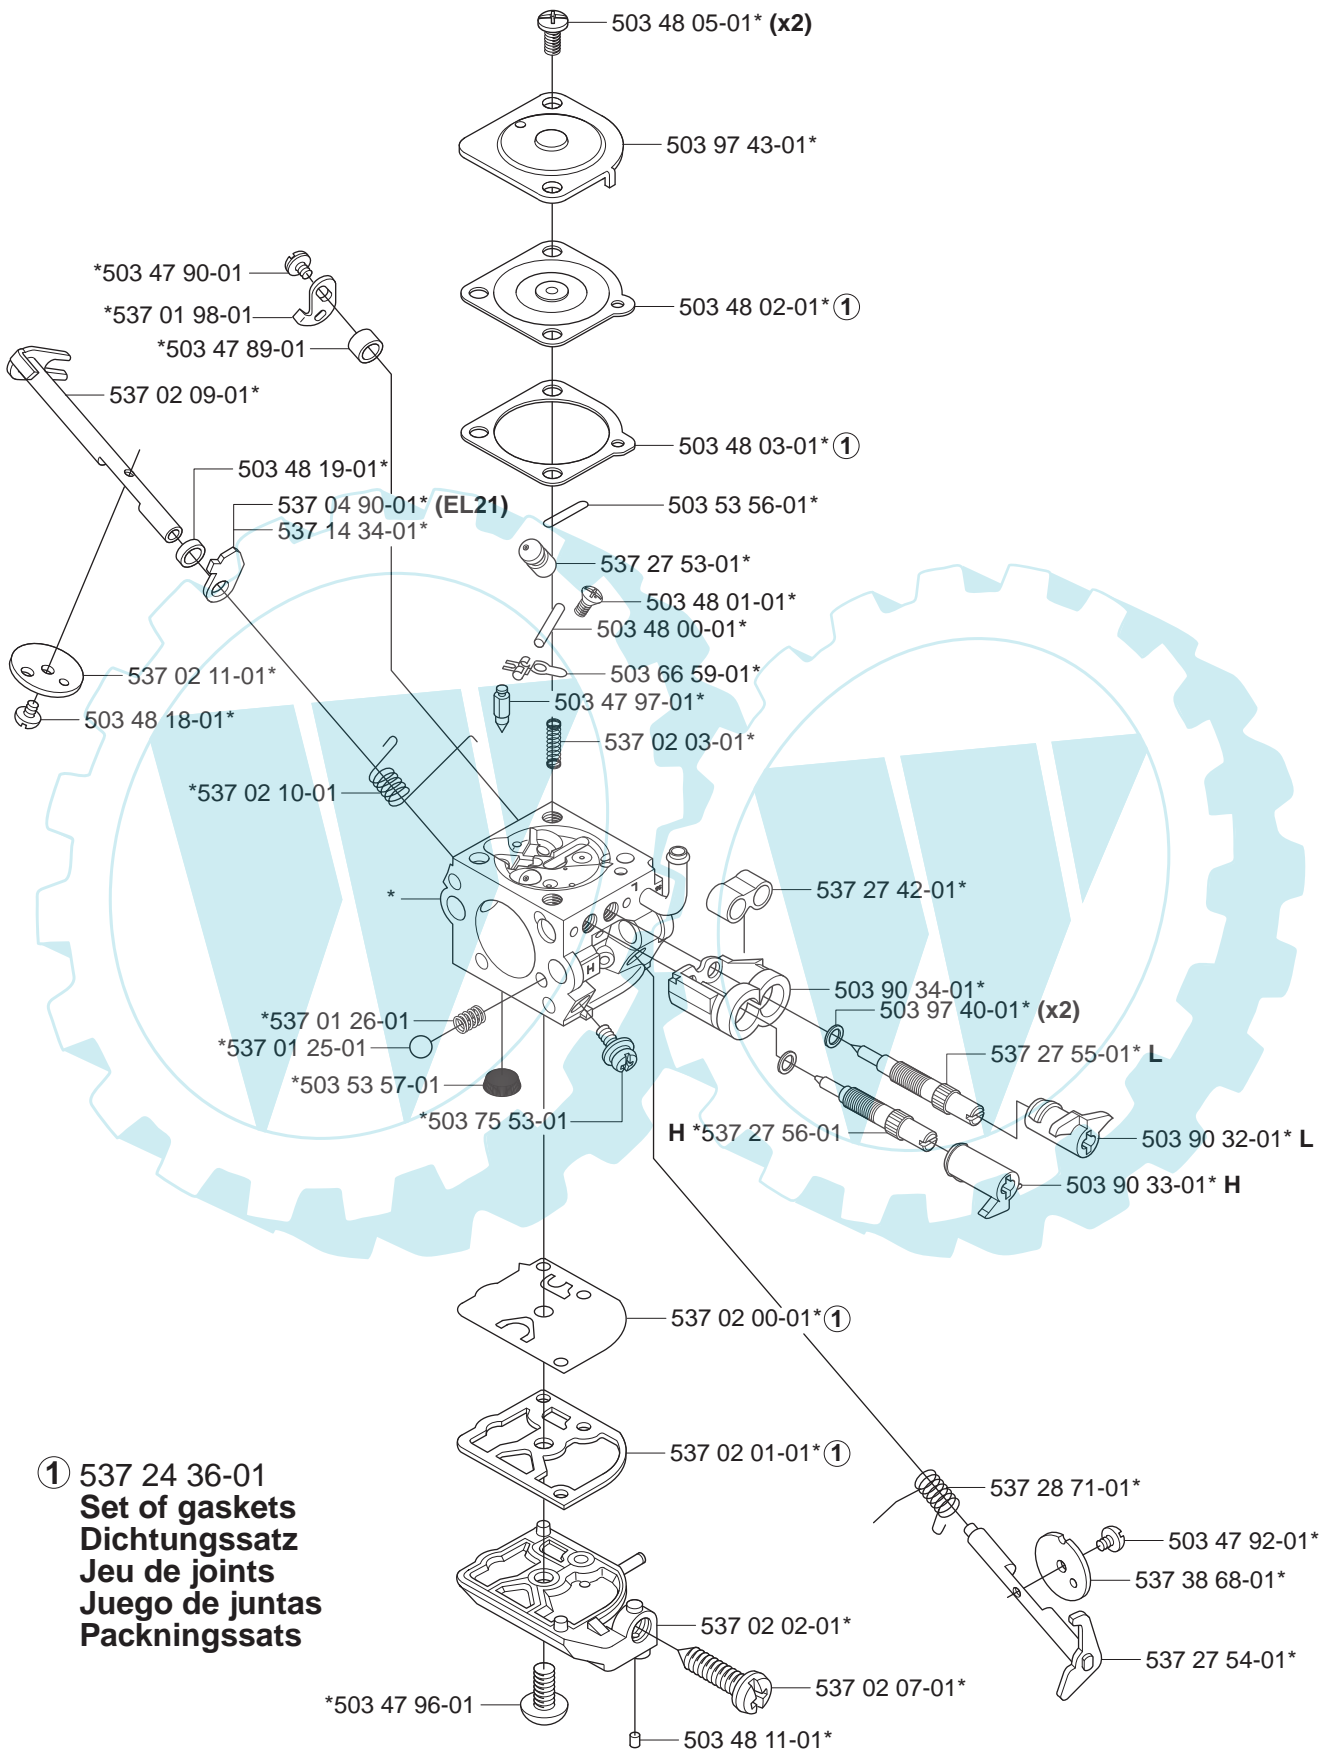 503 48 05-01* (x2)
503 97 43-01*
*503 47 90-01
*537 01 98-01
*503 47 89-01
503 48 02-01* ①
537 02 09-01*
503 48 03-01* ①
503 48 19-01*
537 04 90-01* (EL21)
537 14 34-01*
503 53 56-01*
537 27 53-01*
503 48 01-01*
503 48 00-01*
503 66 59-01*
537 02 11-01*
503 47 97-01*
503 48 18-01*
537 02 03-01*
*537 02 10-01
*
1
H
537 27 42-01*
503 90 34-01*
503 97 40-01* (x2)
*537 01 26-01
*537 01 25-01
537 27 55-01* L
*503 53 57-01
*503 75 53-01
H *537 27 56-01
503 90 32-01* L
503 90 33-01* H
537 02 00-01* ①
537 02 01-01* ①
① 537 24 36-01
Set of gaskets
Dichtungssatz
Jeu de joints
Juego de juntas
Packningssats
537 28 71-01*
503 47 92-01*
537 38 68-01*
537 02 02-01*
537 27 54-01*
537 02 07-01*
*503 47 96-01
503 48 11-01*